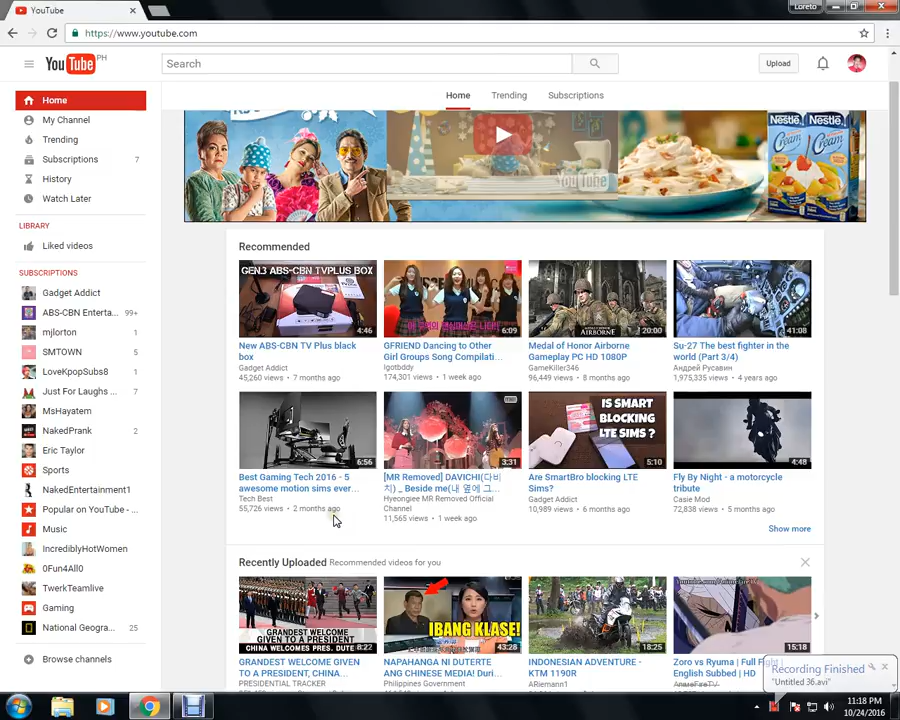 YouTube
Loreto
https://www.youtube.com
YouTube PH
Search
Upload
Home
Trending
Subscriptions
Home
My Channel
Trending
Subscriptions 7
History
Watch Later
LIBRARY
Liked videos
SUBSCRIPTIONS
Gadget Addict
ABS-CBN Enterta... 99+
mjlorton 1
SMTOWN 5
LoveKpopSubs8 1
Just For Laughs ... 7
MsHayatem
NakedPrank 2
Eric Taylor
Sports
NakedEntertainment1
Popular on YouTube - ...
Music
IncrediblyHotWomen
0Fun4All0
TwerkTeamlive
Gaming
National Geogra... 25
Browse channels
Nestle Nestle
Cream Cream
YouTube
Recommended
GEN3 ABS-CBN TVPLUS BOX
4:46
New ABS-CBN TV Plus black
box
Gadget Addict
45,260 views • 7 months ago
6:09
GFRIEND Dancing to Other
Girl Groups Song Compilati...
Igotbddy
174,301 views • 1 week ago
20:00
Medal of Honor Airborne
Gameplay PC HD 1080P
GameKiller346
96,449 views • 8 months ago
41:08
Su-27 The best fighter in the
world (Part 3/4)
Андрей Русавин
1,975,335 views • 4 years ago
6:56
Best Gaming Tech 2016 - 5
awesome motion sims ever...
Tech Best
55,726 views • 2 months ago
3:31
[MR Removed] DAVICHI(다비
치) _ Beside me(내 옆에 그...
Hyeongiee MR Removed Official
Channel
11,565 views • 1 week ago
IS SMART
BLOCKING
LTE SIMS ?
5:10
Are SmartBro blocking LTE
SIms?
Gadget Addict
10,989 views • 6 months ago
4:48
Fly By Night - a motorcycle
tribute
Casie Mod
72,838 views • 5 months ago
Show more
Recently Uploaded Recommended videos for you
GRANDEST WELCOME
GIVEN TO A PRESIDENT
CHINA WELCOMES PRES. DUTE
8:22
GRANDEST WELCOME GIVEN
TO A PRESIDENT, CHINA...
PRESIDENTIAL TRACKER
IBANG KLASE!
43:28
NAPAHANGA NI DUTERTE
ANG CHINESE MEDIA! Duri...
Philippines Government
18:25
INDONESIAN ADVENTURE -
KTM 1190R
ARiemann1
15:18
Zoro vs Ryuma | Full Fight |
English Subbed | HD
Recording Finished
"Untitled 36.avi"
11:18 PM
10/24/2016